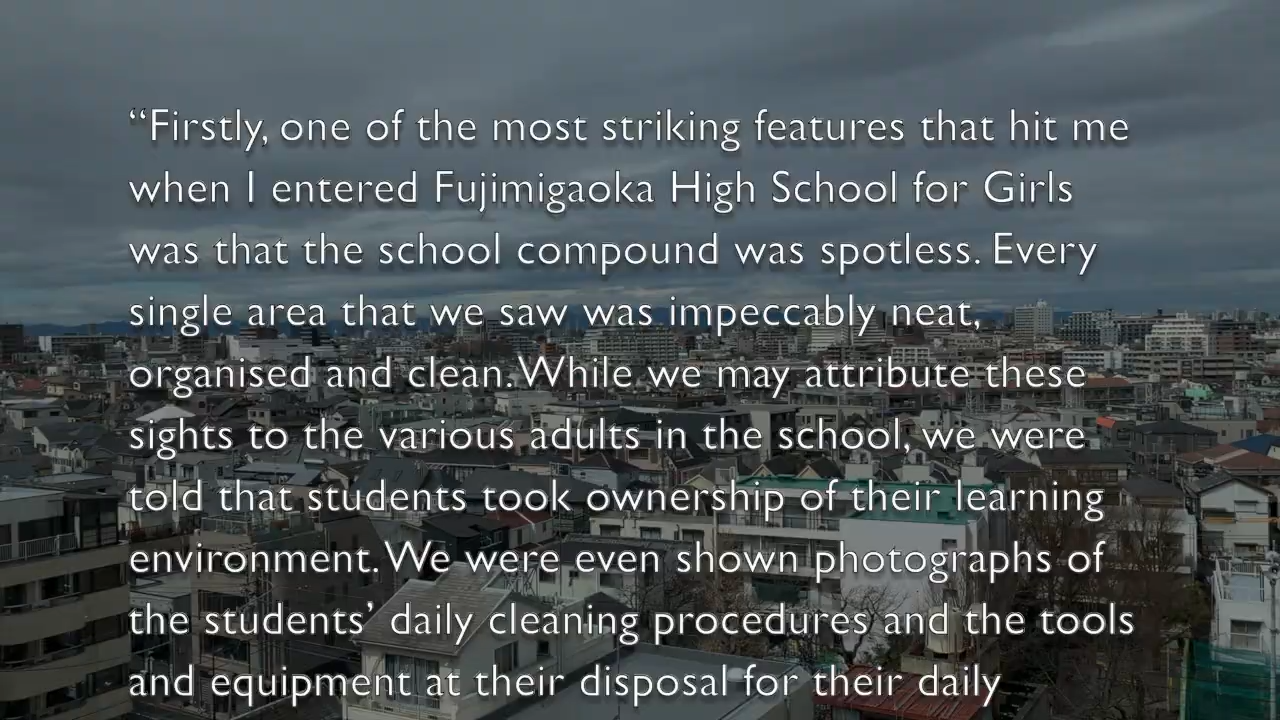 “Firstly, one of the most striking features that hit me
when I entered Fujimigaoka High School for Girls
was that the school compound was spotless. Every
single area that we saw was impeccably neat,
organised and clean. While we may attribute these
sights to the various adults in the school, we were
told that students took ownership of their learning
environment. We were even shown photographs of
the students’ daily cleaning procedures and the tools
and equipment at their disposal for their daily